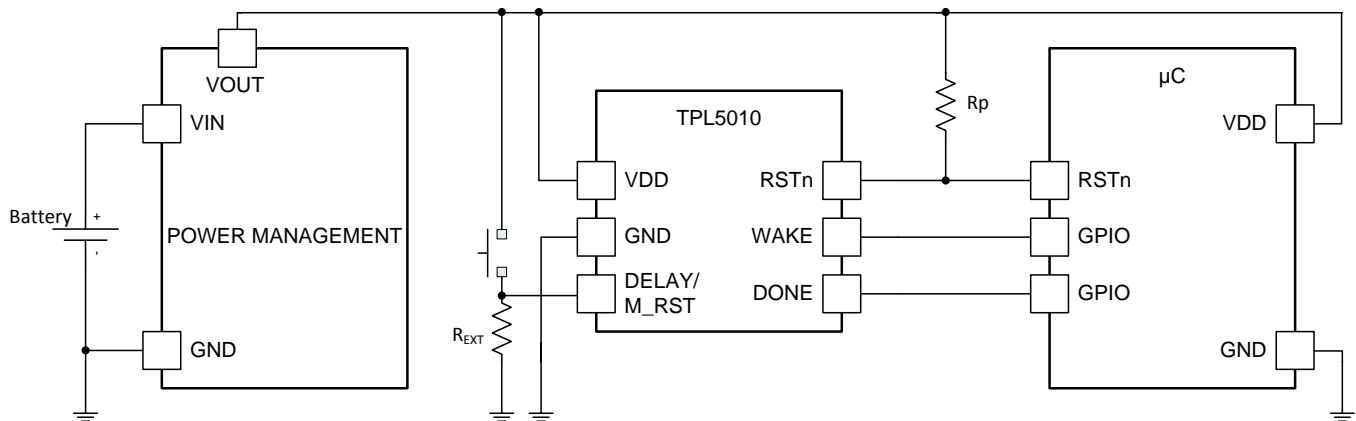 VOUT
VIN
Battery
+
-
POWER MANAGEMENT
GND
REXT
TPL5010
VDD
GND
DELAY/
M_RST
RSTn
WAKE
DONE
Rp
µC
VDD
RSTn
GPIO
GPIO
GND